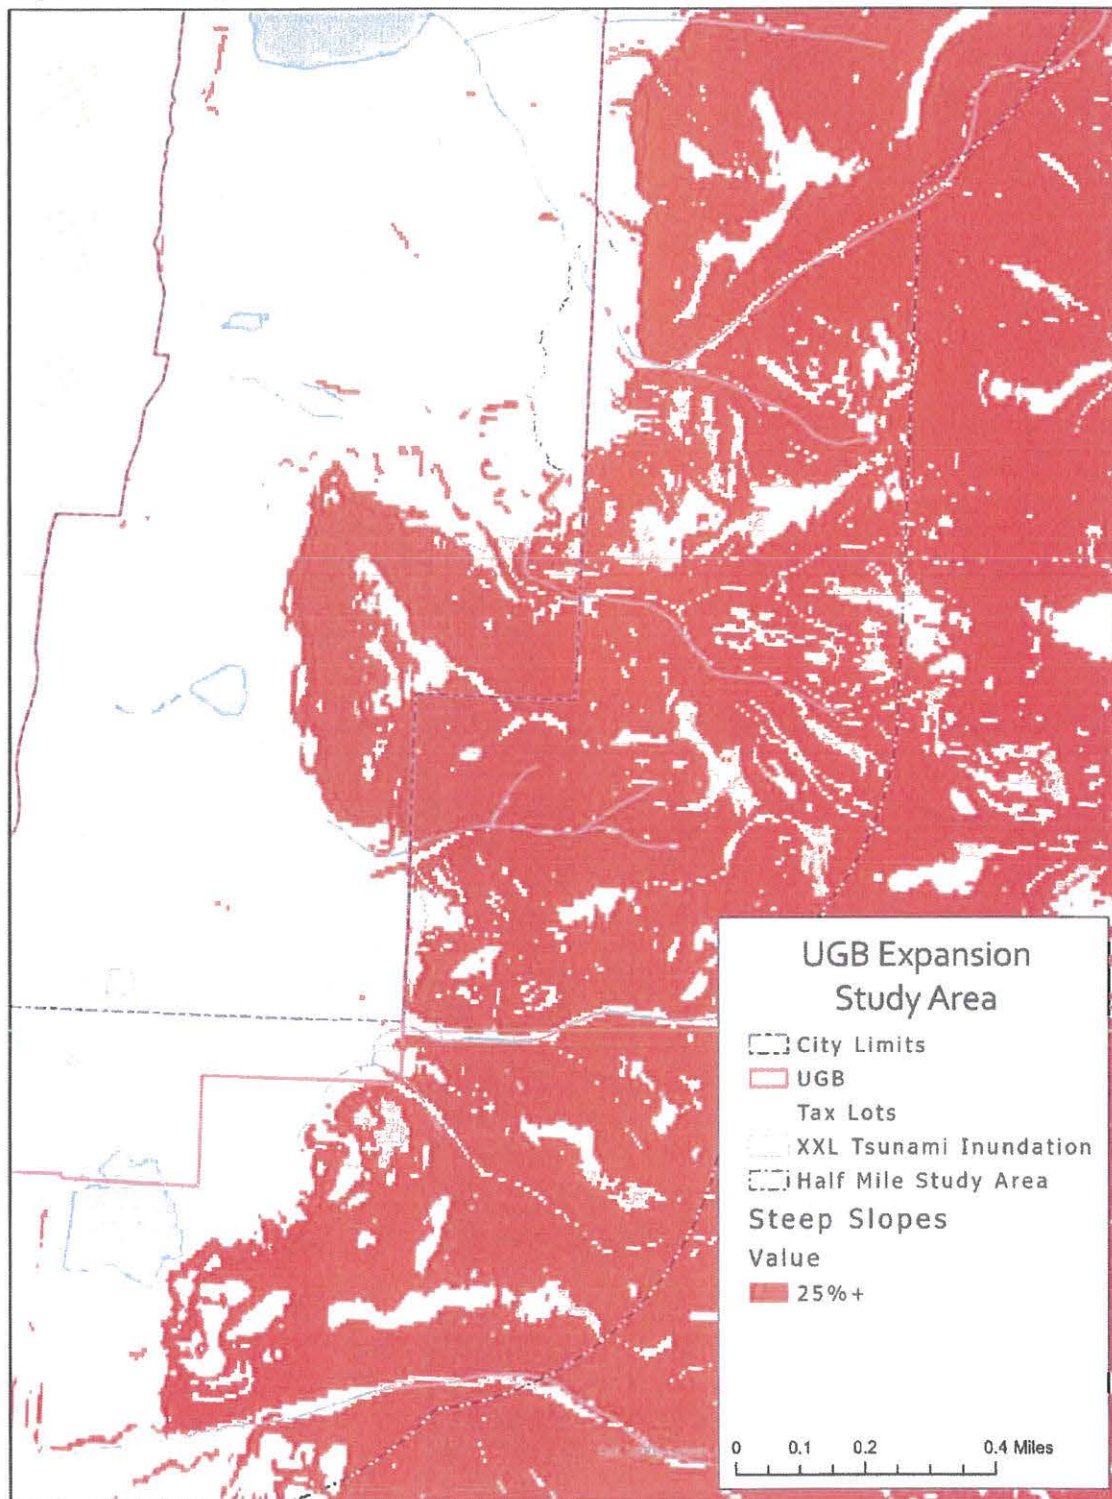 UGB Expansion
Study Area
City Limits
UGB
Tax Lots
XXL Tsunami Inundation
Half Mile Study Area
Steep Slopes
Value
25%+
0 0.1 0.2 0.4 Miles